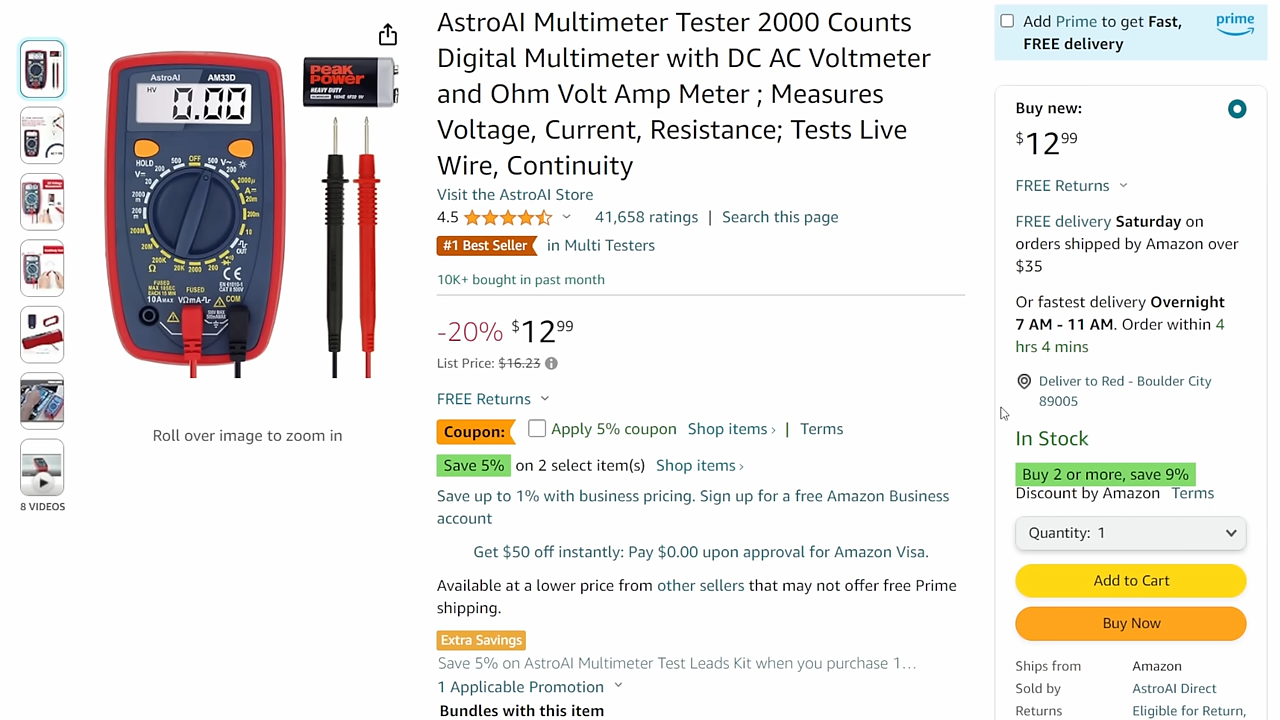 AstroAI Multimeter Tester 2000 Counts
Digital Multimeter with DC AC Voltmeter
and Ohm Volt Amp Meter ; Measures
Voltage, Current, Resistance; Tests Live
Wire, Continuity
Visit the AstroAI Store
4.5
41,658 ratings | Search this page
#1 Best Seller in Multi Testers
10K+ bought in past month
-20% $12 99
List Price: $16.23
FREE Returns
Coupon: Apply 5% coupon Shop items › | Terms
Save 5% on 2 select item(s) Shop items ›
Save up to 1% with business pricing. Sign up for a free Amazon Business
account
Get $50 off instantly: Pay $0.00 upon approval for Amazon Visa.
Available at a lower price from other sellers that may not offer free Prime
shipping.
Extra Savings
Save 5% on AstroAI Multimeter Test Leads Kit when you purchase 1…
1 Applicable Promotion
Bundles with this item
AstroAI AM33D
HV
0.00
HOLD
OFF
PEAK
POWER
HEAVY DUTY
10AMAX
COM
FUSED
Roll over image to zoom in
8 VIDEOS
Add Prime to get Fast,
FREE delivery
prime
Buy new:
$12 99
FREE Returns
FREE delivery Saturday on
orders shipped by Amazon over
$35
Or fastest delivery Overnight
7 AM - 11 AM. Order within 4
hrs 4 mins
Deliver to Red - Boulder City
89005
In Stock
Buy 2 or more, save 9%
Discount by Amazon Terms
Quantity: 1
Add to Cart
Buy Now
Ships from Amazon
Sold by AstroAI Direct
Returns Eligible for Return,